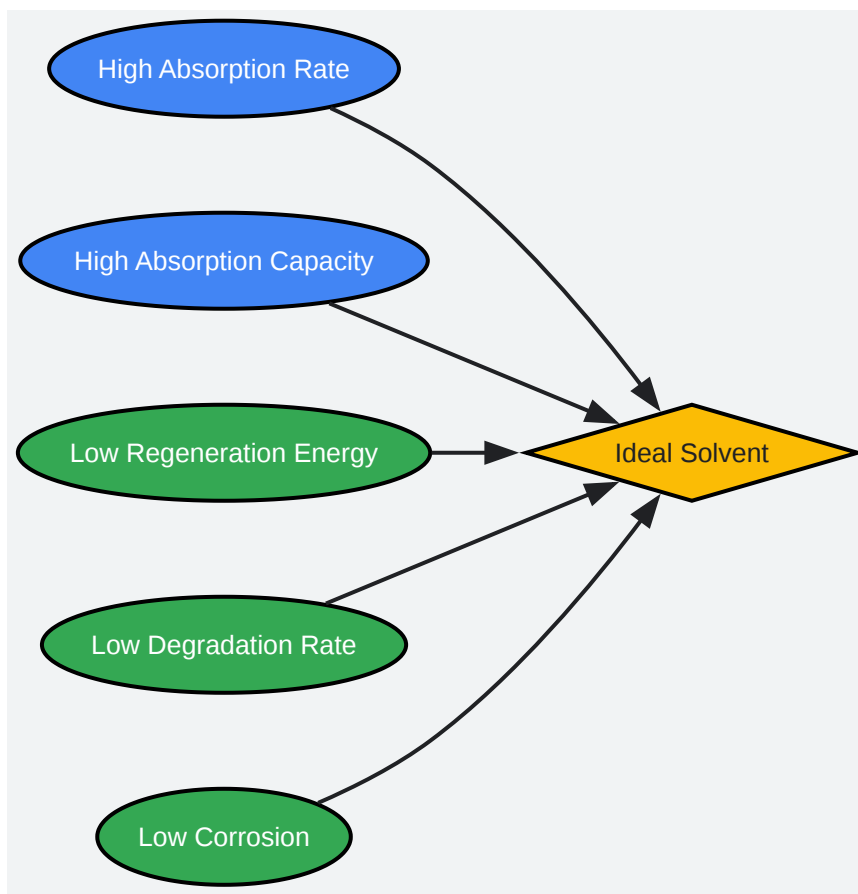 High Absorption Rate
High Absorption Capacity
Low Regeneration Energy
Ideal Solvent
Low Degradation Rate
Low Corrosion